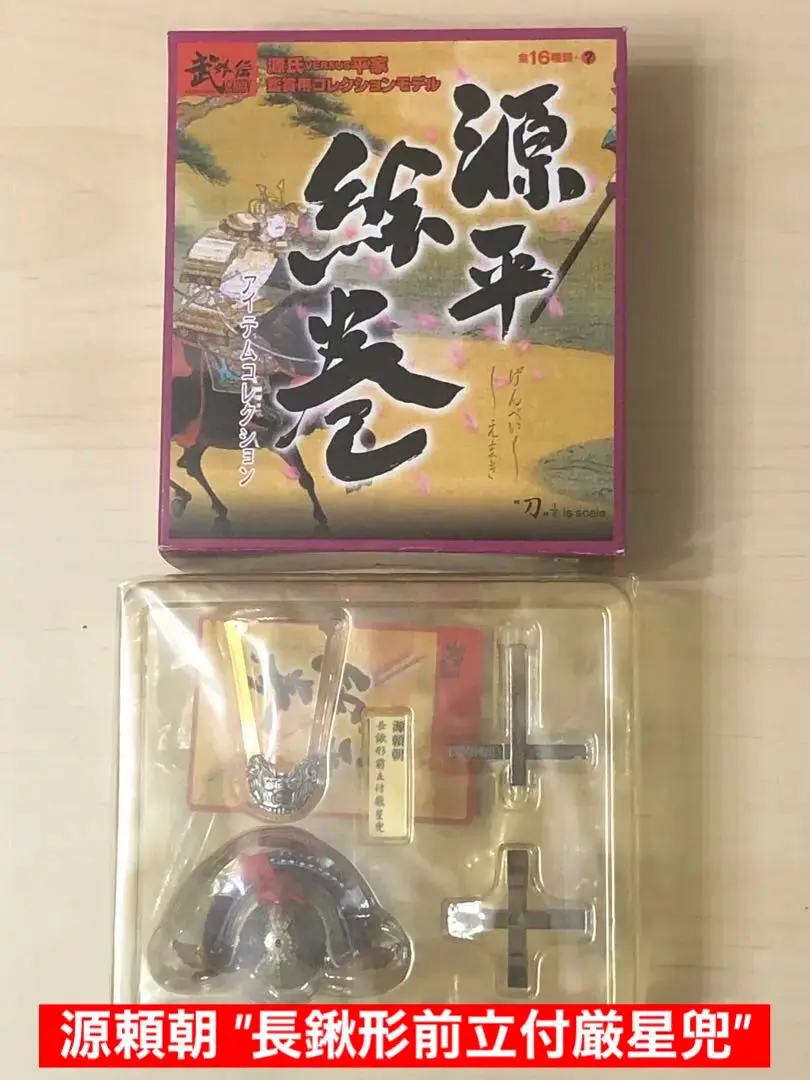 武外伝
源氏VERSUS平家
鑑賞用コレクションモデル
全16種類+?
源平
絵巻
げんぺい
えまき
アイテムコレクション
"刀"
is scale
源頼朝
長鍬形前立付厳星兜
源頼朝 "長鍬形前立付厳星兜"